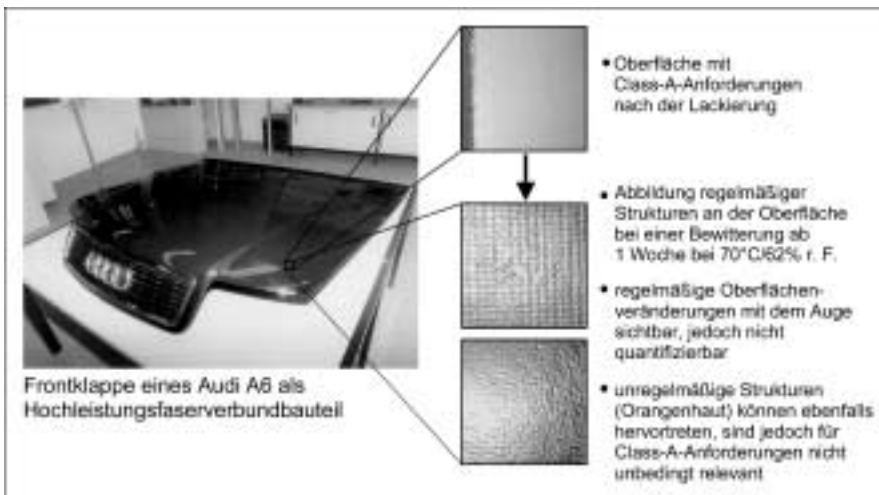 • Oberfläche mit
Class-A-Anforderungen
nach der Lackierung
• Abbildung regelmäßiger
Strukturen an der Oberfläche
bei einer Bewitterung ab
1 Woche bei 70°C/62% r. F.
• regelmäßige Oberflächen-
veränderungen mit dem Auge
sichtbar, jedoch nicht
quantifizierbar
• unregelmäßige Strukturen
(Orangenhaut) können ebenfalls
hervortreten, sind jedoch für
Class-A-Anforderungen nicht
unbedingt relevant
Frontklappe eines Audi A6 als
Hochleistungsfaserverbundbauteil